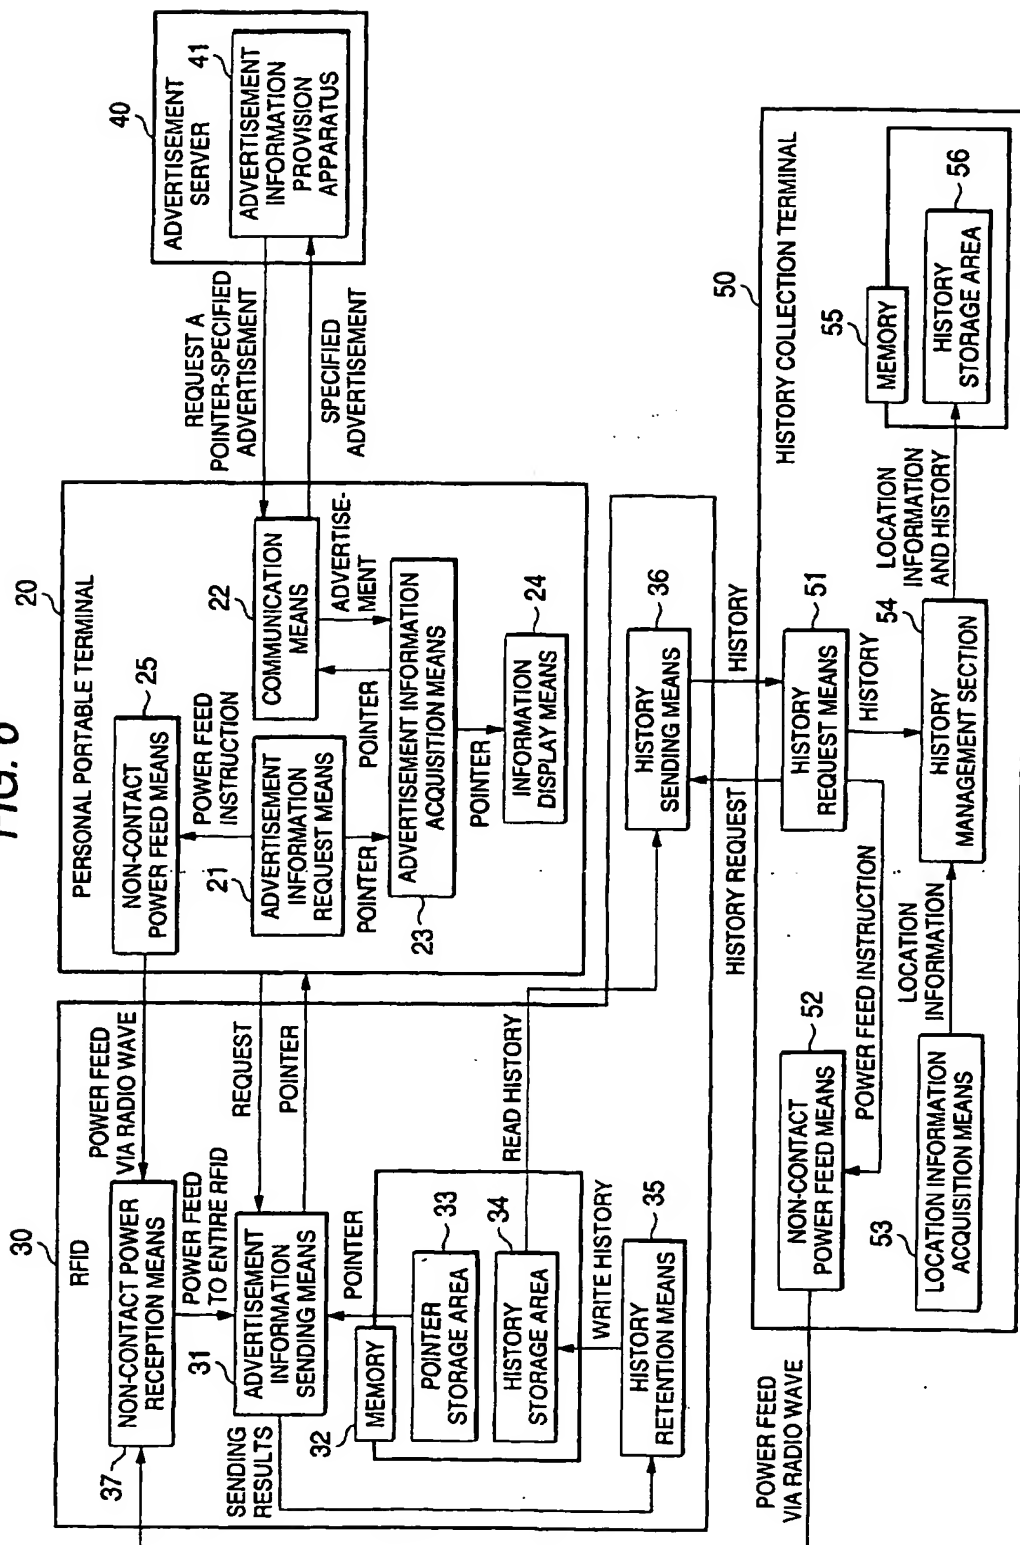 FIG. 6
30
RFID
37
NON-CONTACT POWER
RECEPTION MEANS
POWER FEED
VIA RADIO WAVE
POWER FEED
TO ENTIRE RFID
31
ADVERTISEMENT
INFORMATION
SENDING MEANS
REQUEST
POINTER
SENDING
RESULTS
POINTER
32
MEMORY
33
POINTER
STORAGE AREA
34
HISTORY
STORAGE AREA
READ HISTORY
WRITE HISTORY
35
HISTORY
RETENTION MEANS
36
HISTORY
SENDING MEANS
20
PERSONAL PORTABLE TERMINAL
25
NON-CONTACT
POWER FEED MEANS
POWER FEED
INSTRUCTION
21
ADVERTISEMENT
INFORMATION
REQUEST MEANS
22
COMMUNICATION
MEANS
POINTER
POINTER
ADVERTISE-
MENT
23
ADVERTISEMENT INFORMATION
ACQUISITION MEANS
POINTER
24
INFORMATION
DISPLAY MEANS
REQUEST A
POINTER-SPECIFIED
ADVERTISEMENT
SPECIFIED
ADVERTISEMENT
40
ADVERTISEMENT
SERVER
41
ADVERTISEMENT
INFORMATION
PROVISION
APPARATUS
HISTORY REQUEST
HISTORY
50
HISTORY COLLECTION TERMINAL
51
HISTORY
REQUEST MEANS
POWER FEED INSTRUCTION
HISTORY
52
NON-CONTACT
POWER FEED MEANS
POWER FEED
VIA RADIO WAVE
53
LOCATION INFORMATION
ACQUISITION MEANS
LOCATION
INFORMATION
54
HISTORY
MANAGEMENT SECTION
LOCATION
INFORMATION
AND HISTORY
55
MEMORY
56
HISTORY
STORAGE AREA